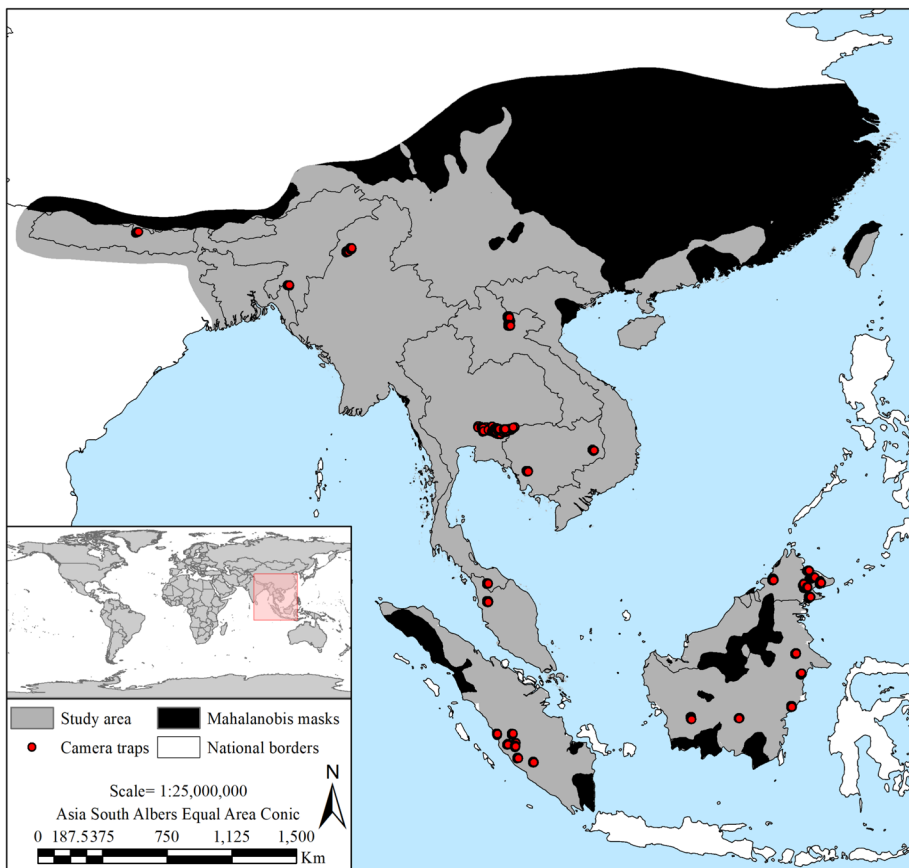 Study area
Mahalanobis masks
Camera traps
National borders
N
Scale= 1:25,000,000
Asia South Albers Equal Area Conic
0 187.5375 750 1,125 1,500
Km